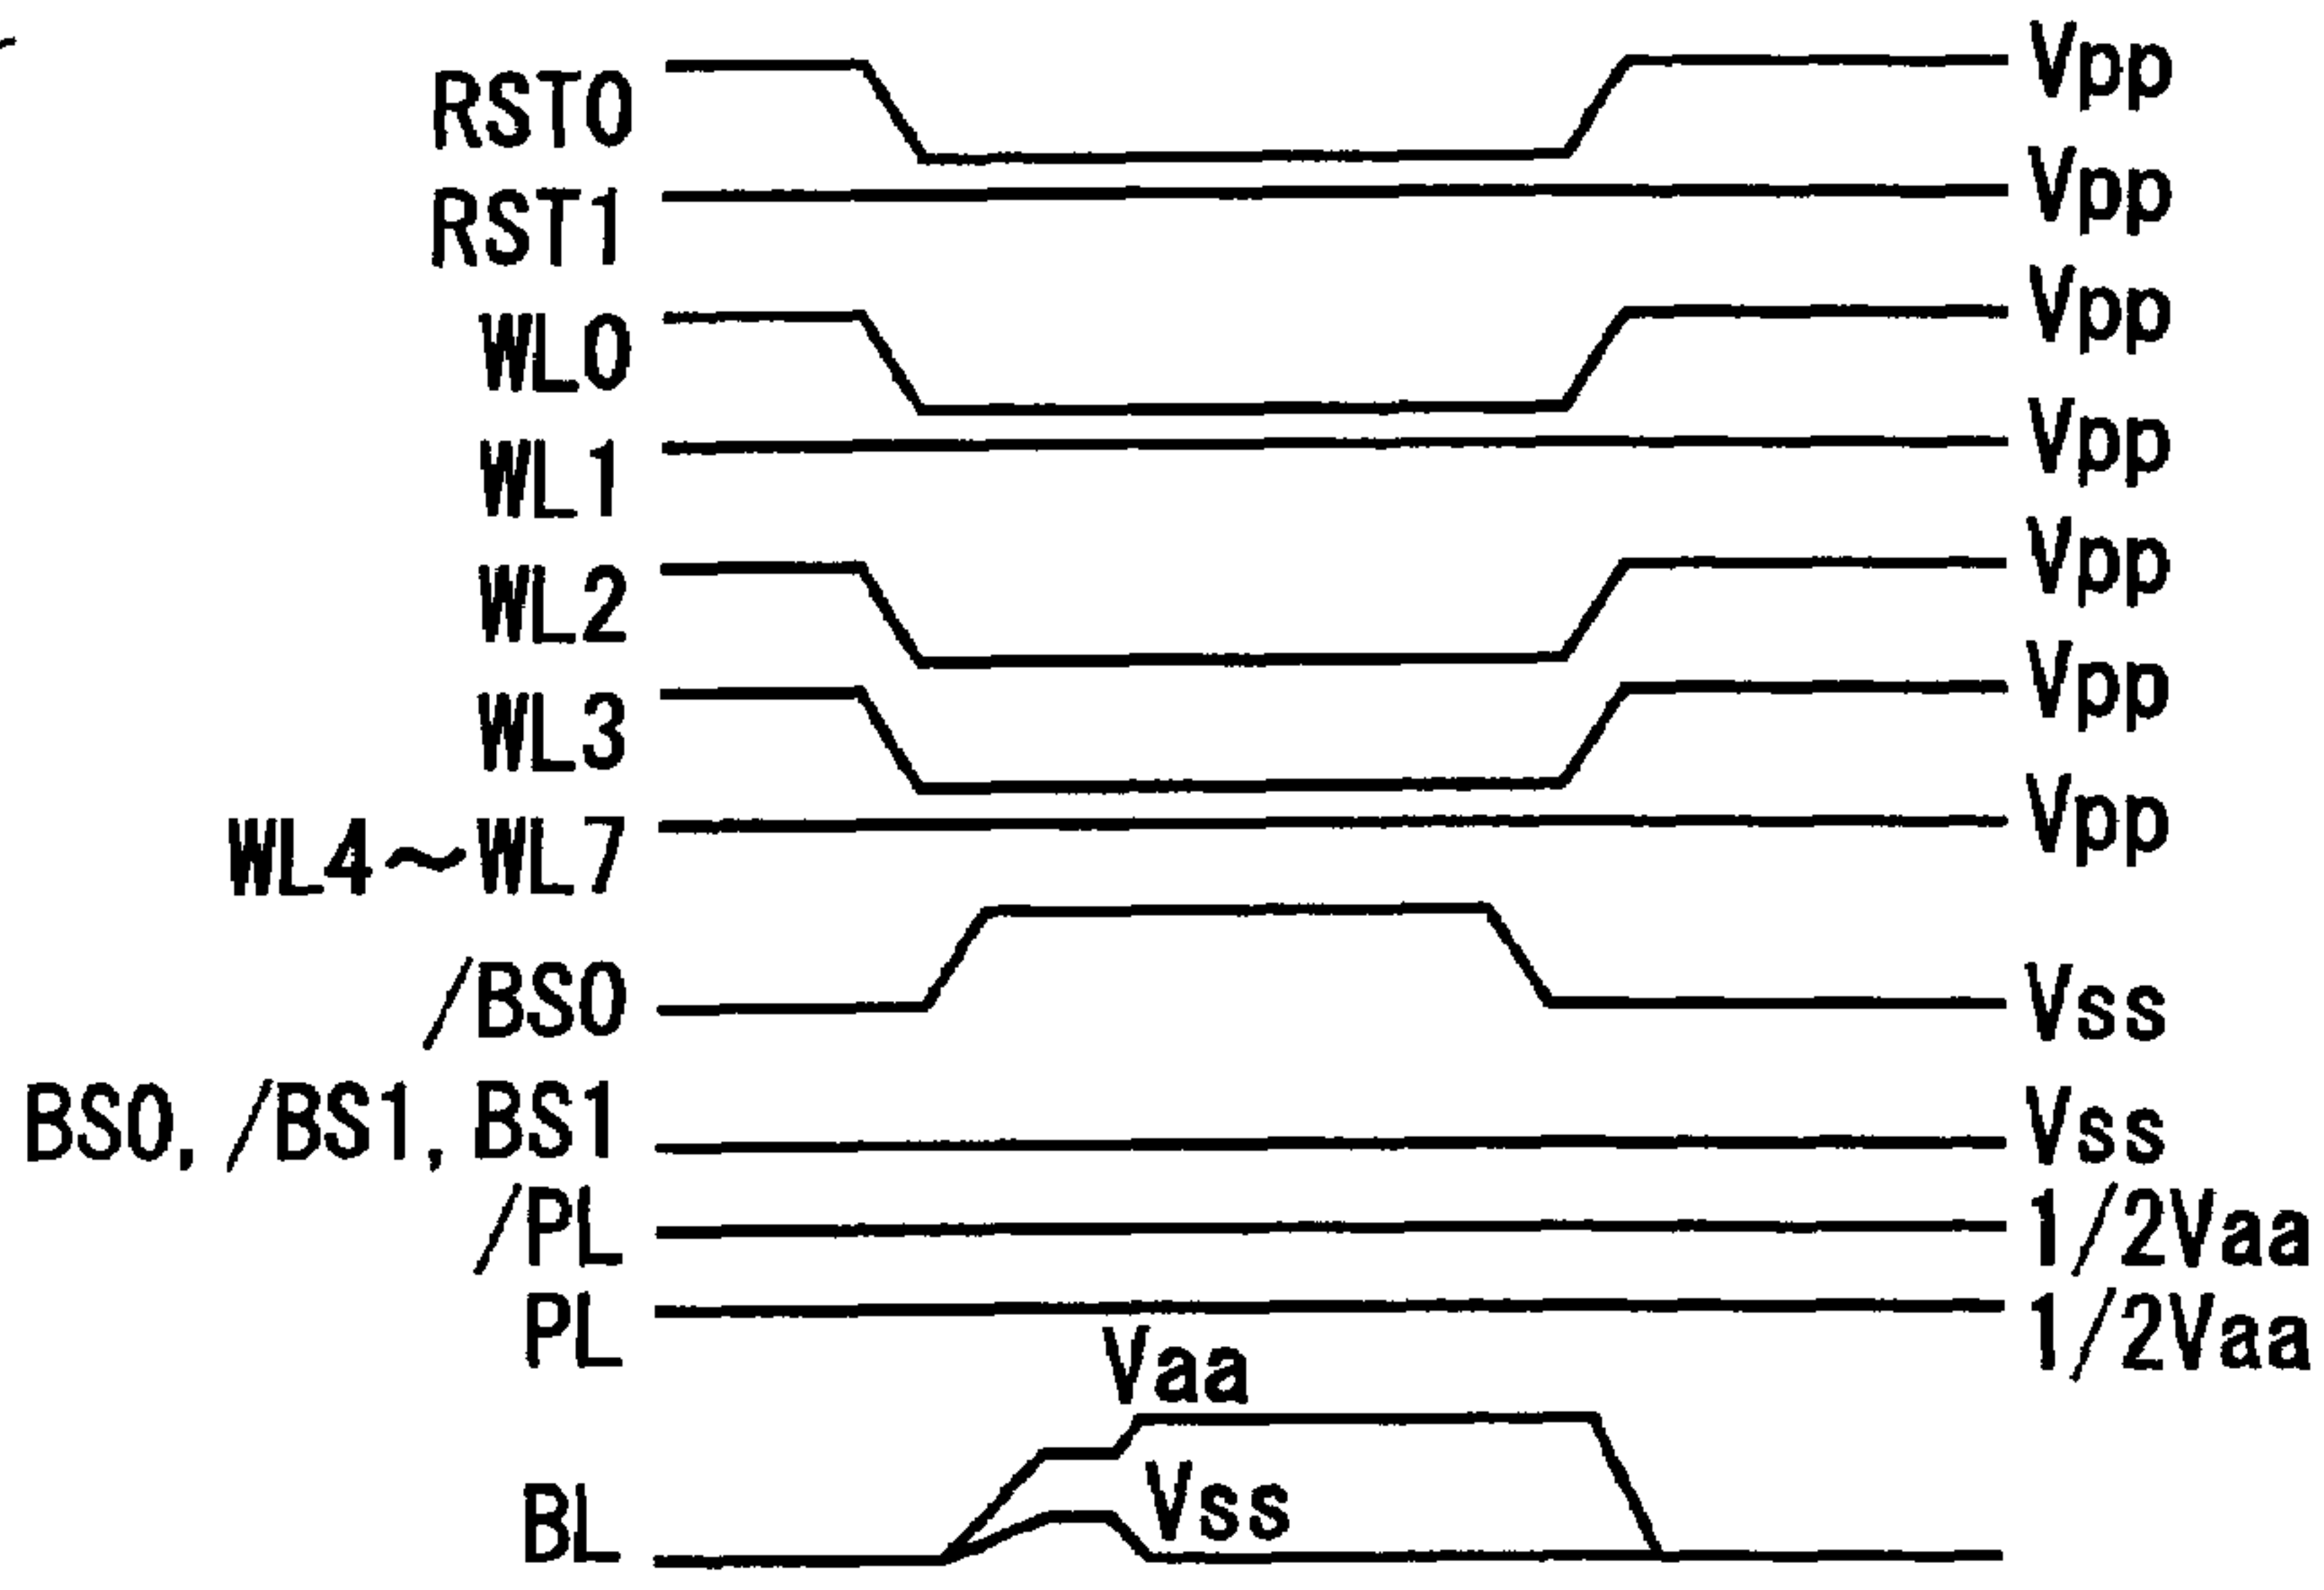 RST0 Vpp
RST1 Vpp
WL0 Vpp
WL1 Vpp
WL2 Vpp
WL3 Vpp
WL4～WL7 Vpp
/BS0 Vss
BS0, /BS1, BS1 Vss
/PL 1/2Vaa
PL 1/2Vaa
Vaa
BL Vss